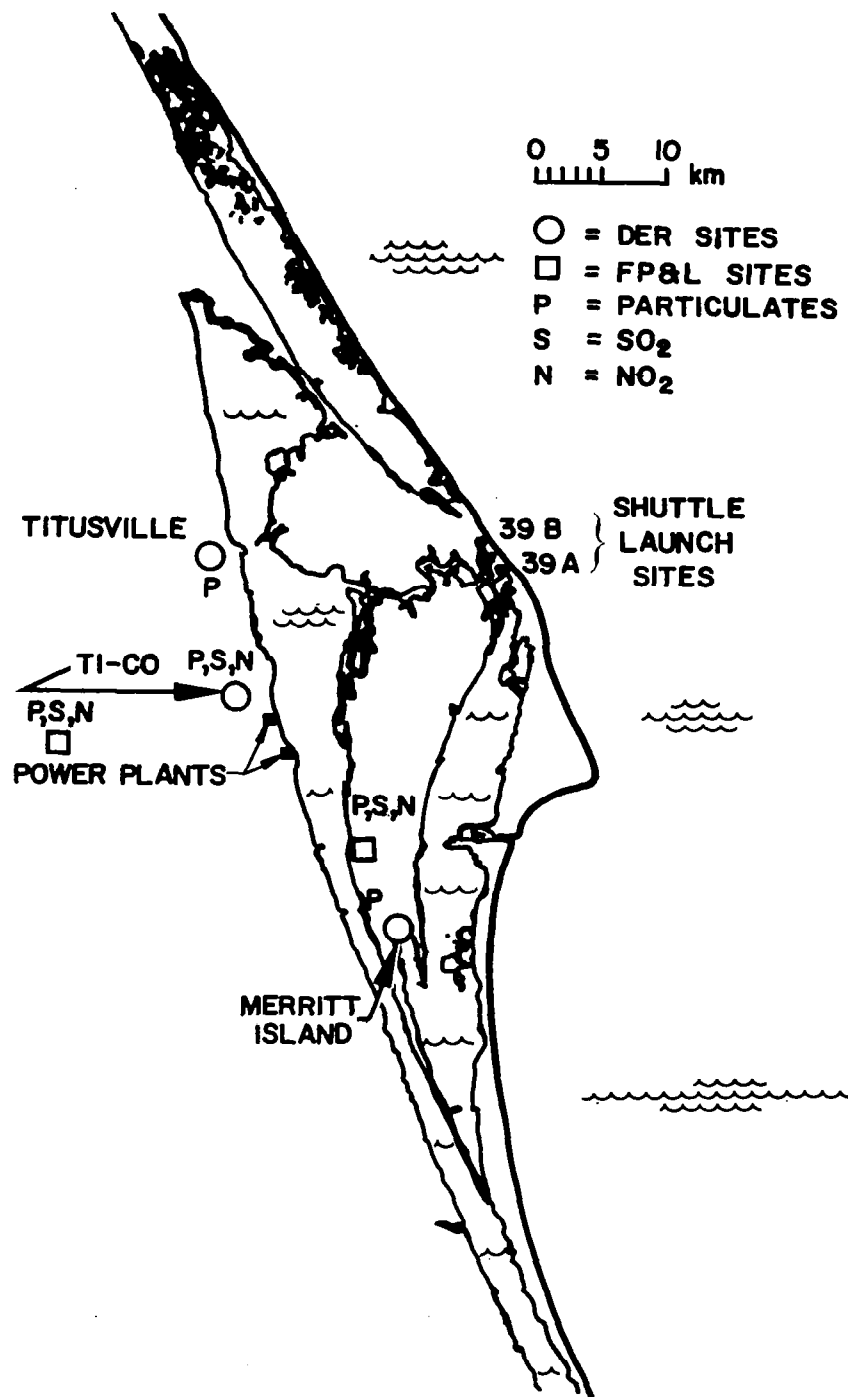 0 5 10
km
○ = DER SITES
□ = FP&L SITES
P = PARTICULATES
S = SO₂
N = NO₂
TITUSVILLE
P
39 B
39 A
SHUTTLE
LAUNCH
SITES
TI-CO
P,S,N
P,S,N
POWER PLANTS
P,S,N
P
MERRITT
ISLAND